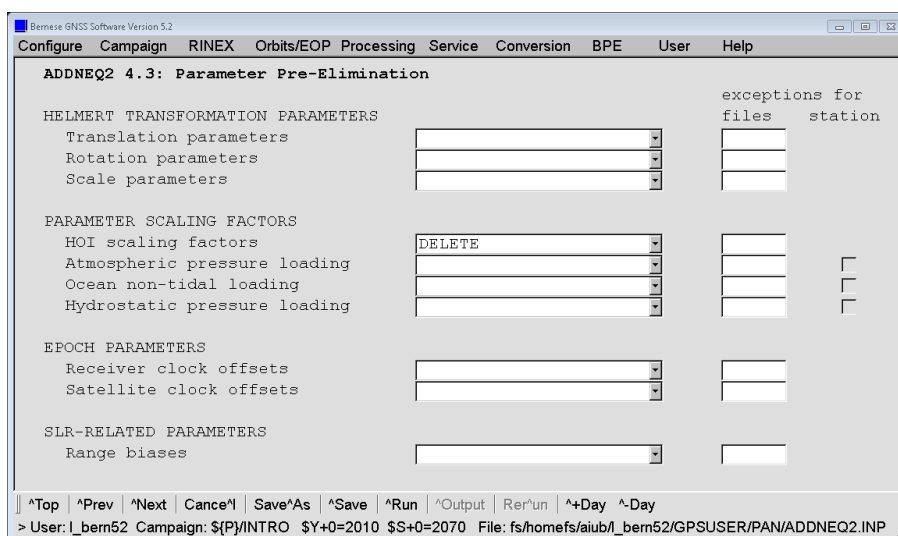 Bernese GNSS Software Version 5.2
Configure Campaign RINEX Orbits/EOP Processing Service Conversion BPE User Help
ADDNEQ2 4.3: Parameter Pre-Elimination
exceptions for
HELMERT TRANSFORMATION PARAMETERS files station
Translation parameters
Rotation parameters
Scale parameters
PARAMETER SCALING FACTORS
HOI scaling factors DELETE
Atmospheric pressure loading
Ocean non-tidal loading
Hydrostatic pressure loading
EPOCH PARAMETERS
Receiver clock offsets
Satellite clock offsets
SLR-RELATED PARAMETERS
Range biases
^Top ^Prev ^Next Cance^l Save^As ^Save ^Run ^Output Rer^un ^+Day ^-Day
> User: l_bern52 Campaign: ${P}/INTRO $Y+0=2010 $S+0=2070 File: fs/homefs/aiub/l_bern52/GPSUSER/PAN/ADDNEQ2.INP